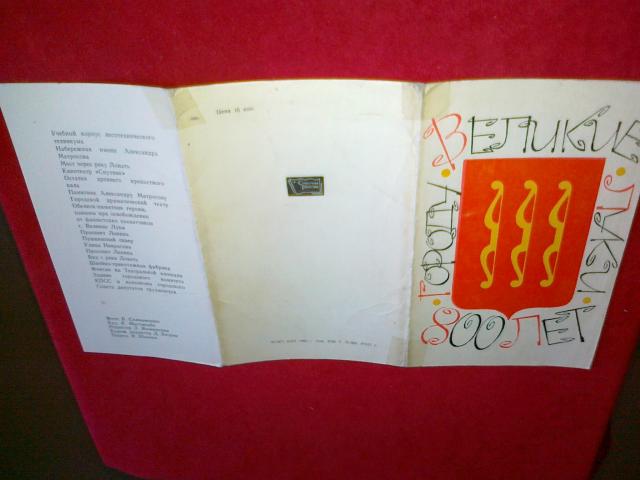 Учебный корпус лесотехнического
техникума
Набережная имени Александра
Матросова
Мост через реку Ловать
Кинотеатр «Спутник»
Остатки древнего крепостного
вала
Памятник Александру Матросову
Городской драматический театр
Обелиск-памятник героям,
павшим при освобождении
от фашистских захватчиков
г. Великие Луки
Проспект Ленина
Пушкинский сквер
Улица Некрасова
Проспект Ленина
Вид с реки Ловать
Швейно-трикотажная фабрика
Фонтан на Театральной площади
Здание городского комитета
КПСС и исполкома городского
Совета депутатов трудящихся
Цена 16 коп.
ВЕЛИКИЕ
ЛУКИ
ГОРОД
800 ЛЕТ